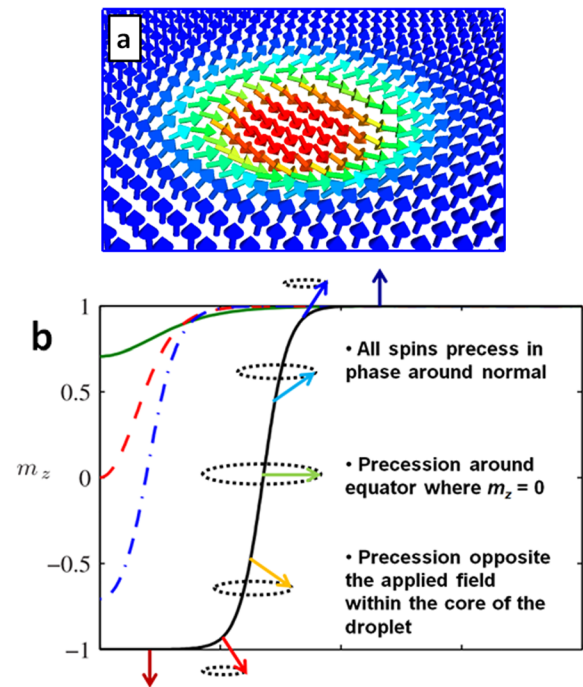 a
b
1
0.5
0
−0.5
−1
m z
• All spins precess in
phase around normal
• Precession around
equator where mz = 0
• Precession opposite
the applied field
within the core of the
droplet